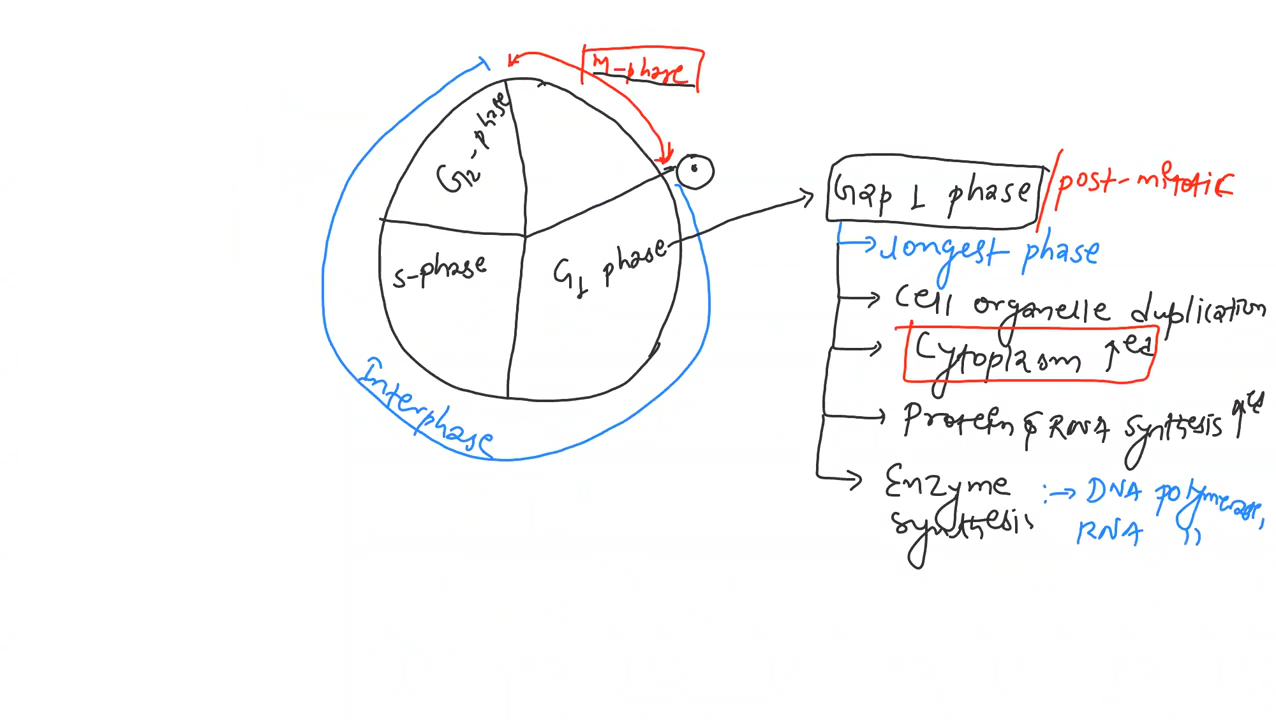 M-phase
G2-phase
S-phase
G1 phase
Interphase
Gap 1 phase / post-mitotic
longest phase
Cell organelle duplication
Cytoplasm ↑ed
Protein & RNA synthesis ↑es
Enzyme :→ DNA polymerase,
synthesis RNA ,,